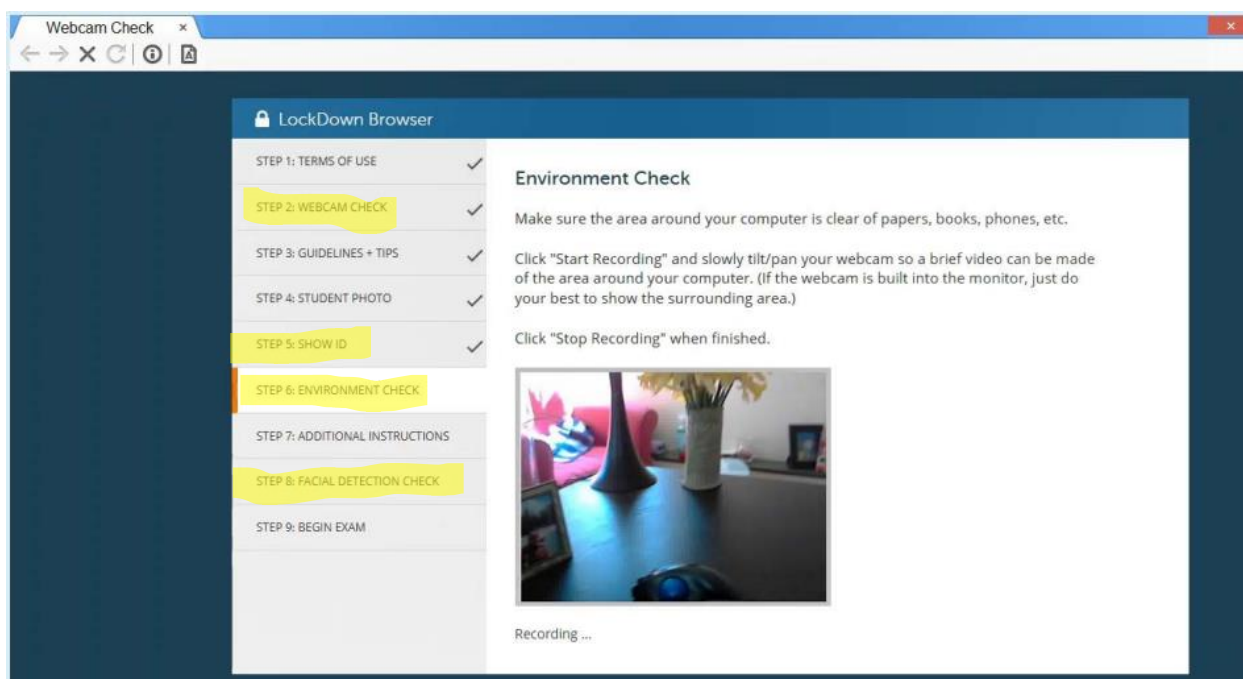 Webcam Check
LockDown Browser
STEP 1: TERMS OF USE
STEP 2: WEBCAM CHECK
STEP 3: GUIDELINES + TIPS
STEP 4: STUDENT PHOTO
STEP 5: SHOW ID
STEP 6: ENVIRONMENT CHECK
STEP 7: ADDITIONAL INSTRUCTIONS
STEP 8: FACIAL DETECTION CHECK
STEP 9: BEGIN EXAM
Environment Check
Make sure the area around your computer is clear of papers, books, phones, etc.
Click "Start Recording" and slowly tilt/pan your webcam so a brief video can be made
of the area around your computer. (If the webcam is built into the monitor, just do
your best to show the surrounding area.)
Click "Stop Recording" when finished.
Recording ...